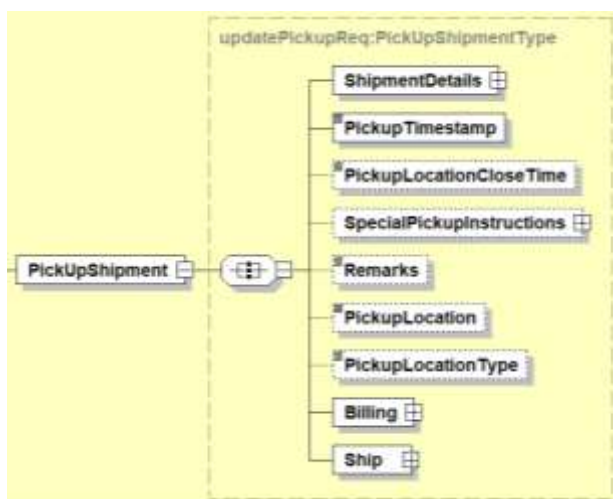 updatePickupReq:PickUpShipmentType
ShipmentDetails
PickupTimestamp
PickupLocationCloseTime
SpecialPickupInstructions
PickUpShipment
Remarks
PickupLocation
PickupLocationType
Billing
Ship